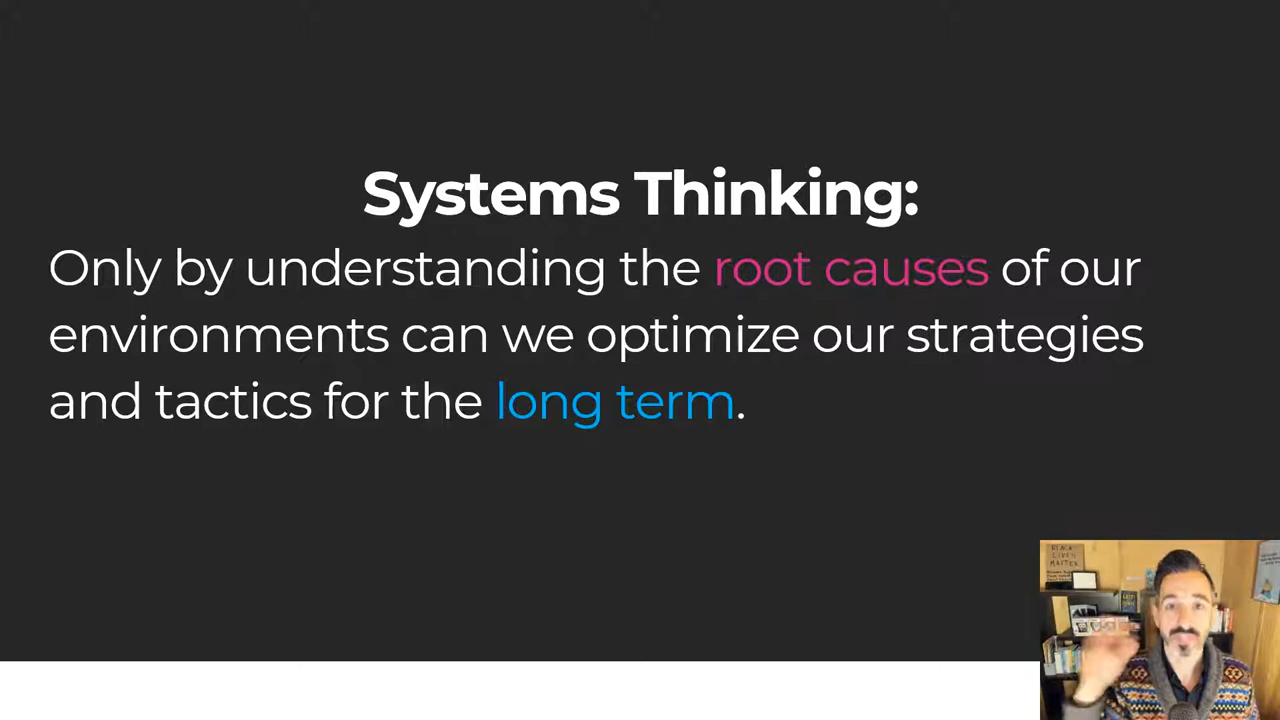 Systems Thinking:
Only by understanding the root causes of our
environments can we optimize our strategies
and tactics for the long term.
BLACK
LIVES
MATTER